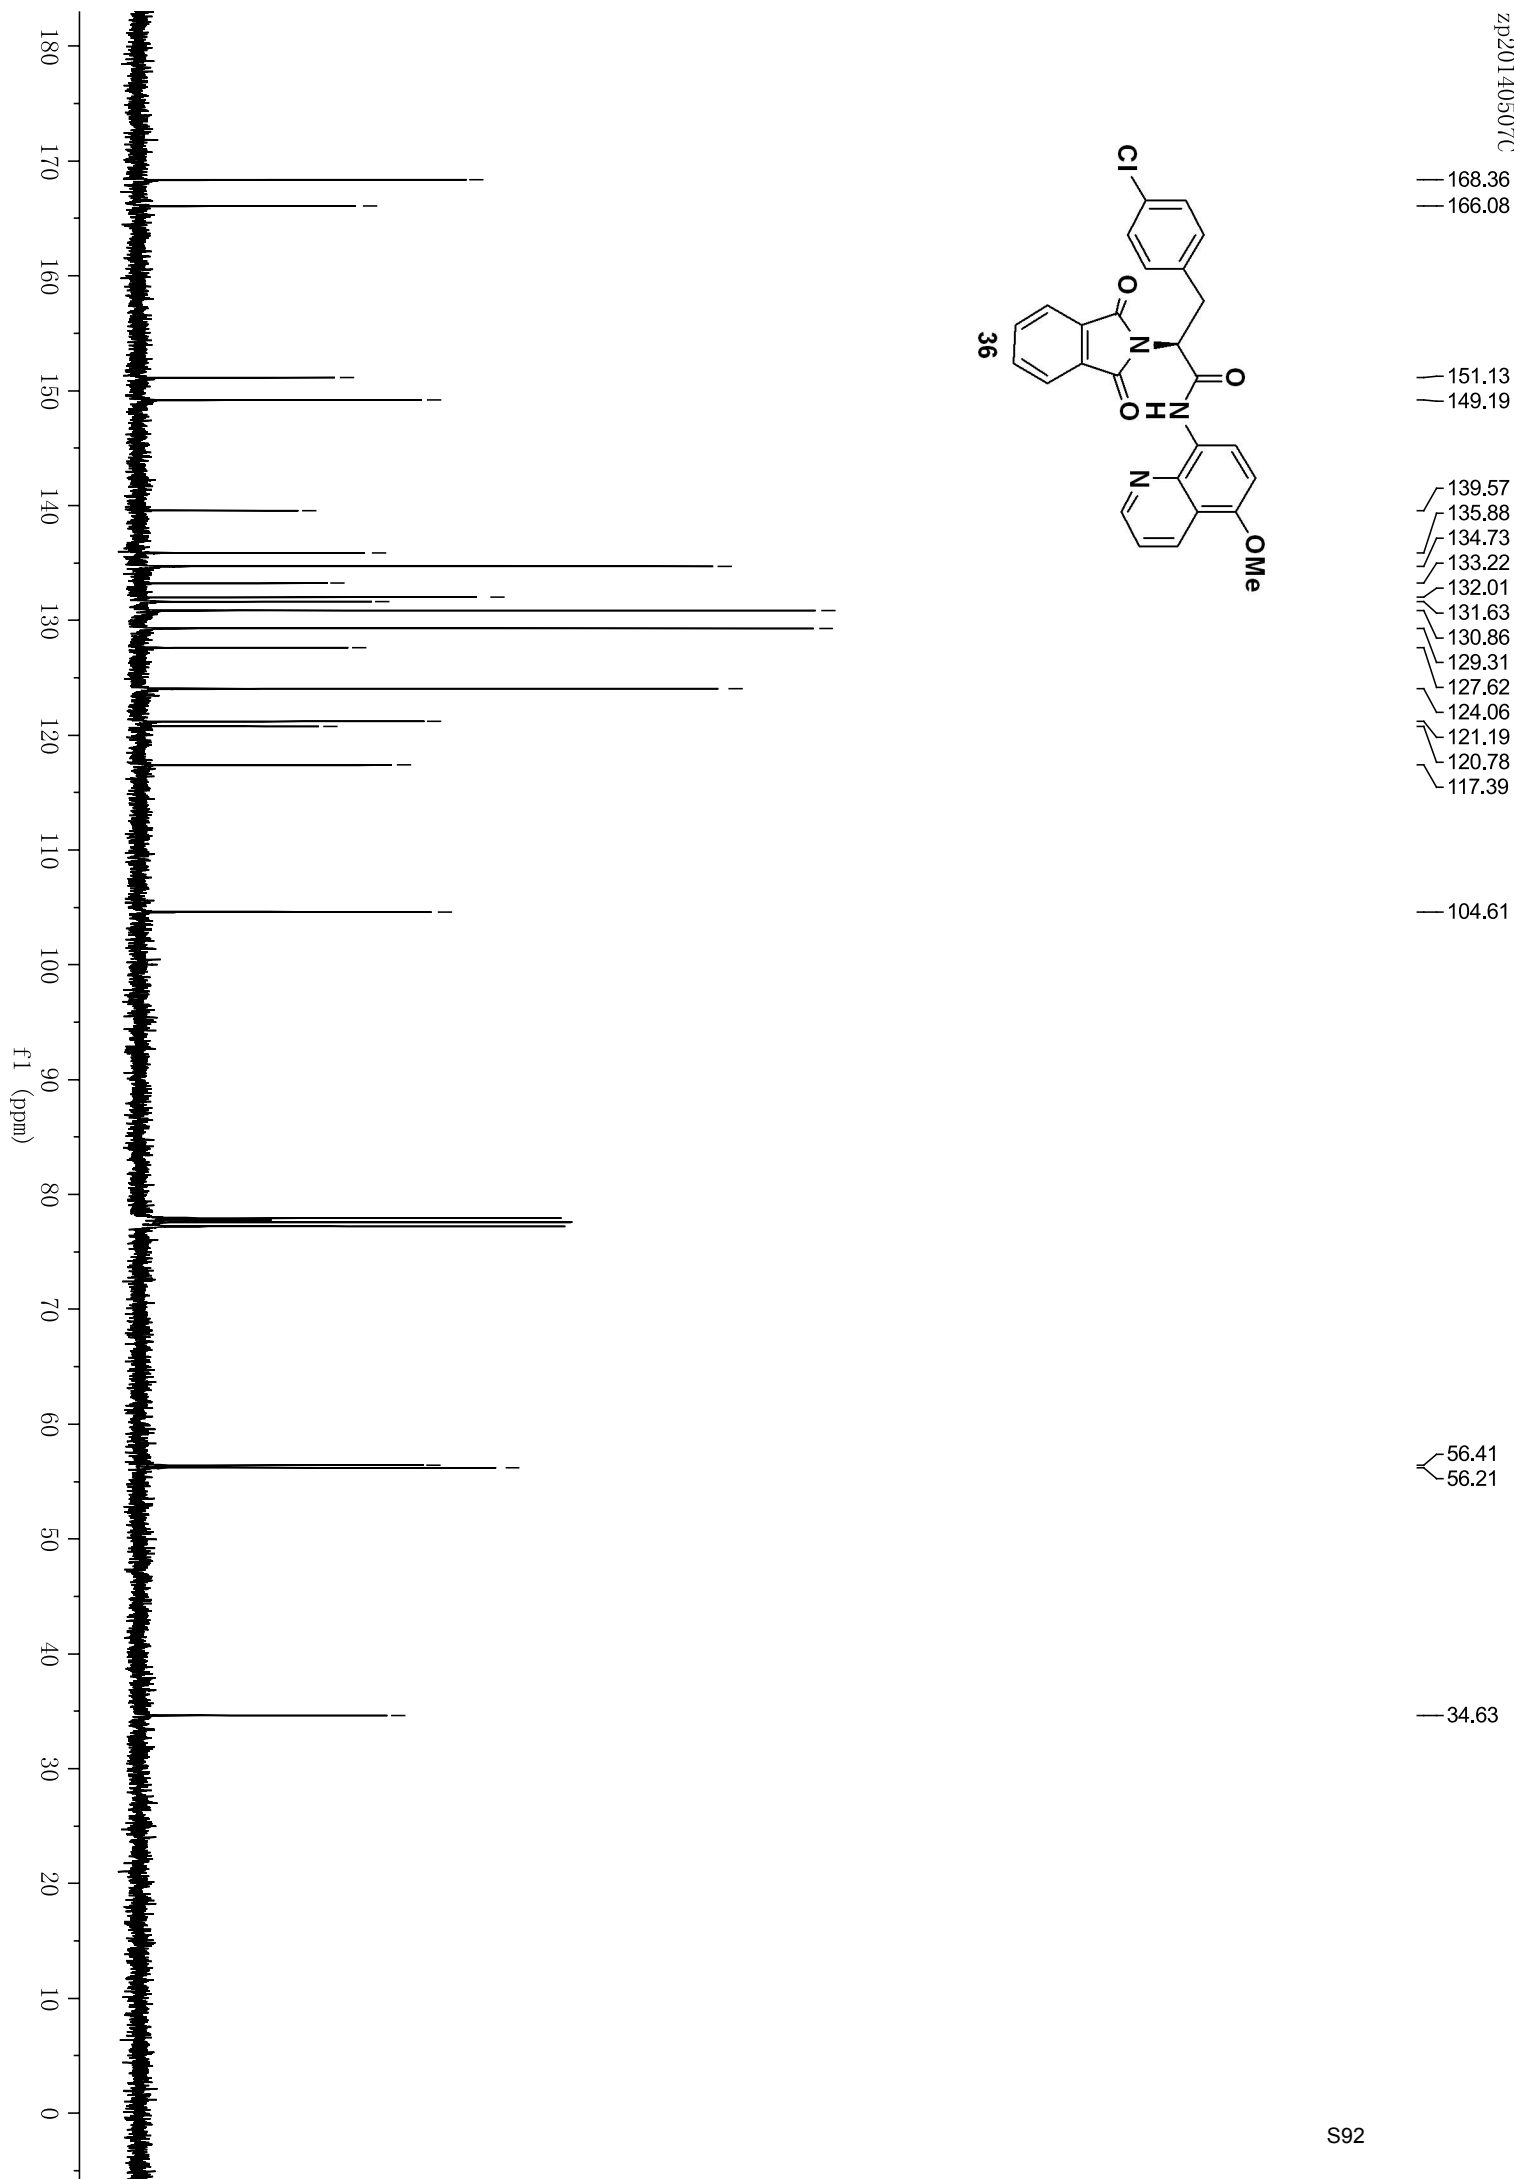 zp20140507C
168.36
166.08
151.13
149.19
139.57
135.88
134.73
133.22
132.01
131.63
130.86
129.31
127.62
124.06
121.19
120.78
117.39
104.61
56.41
56.21
34.63
Cl
O
N
O
O
N
H
N
OMe
36
180 170 160 150 140 130 120 110 100 90 80 70 60 50 40 30 20 10 0
f1 (ppm)
S92